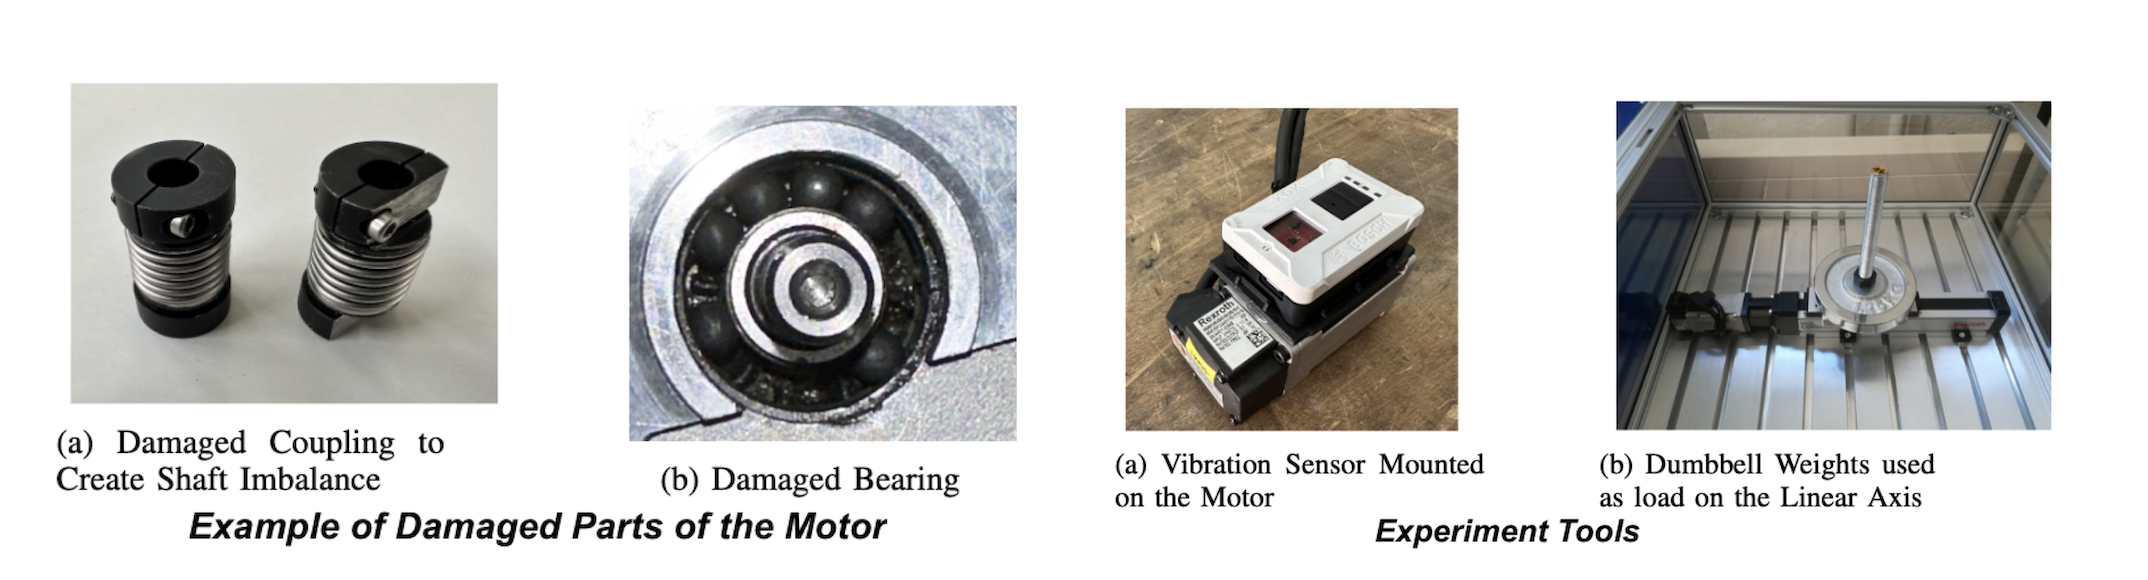 (a) Damaged Coupling to
Create Shaft Imbalance
(b) Damaged Bearing
Example of Damaged Parts of the Motor
Rexroth
BOSCH
(a) Vibration Sensor Mounted
on the Motor
(b) Dumbbell Weights used
as load on the Linear Axis
Experiment Tools